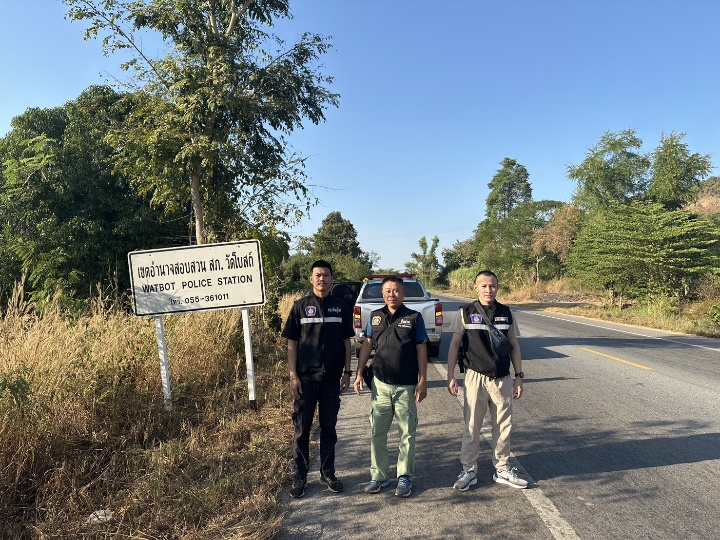 เขตอำนาจสอบสวน สภ. วัดโบสถ์
WATBOT POLICE STATION
โทร. 055-361011